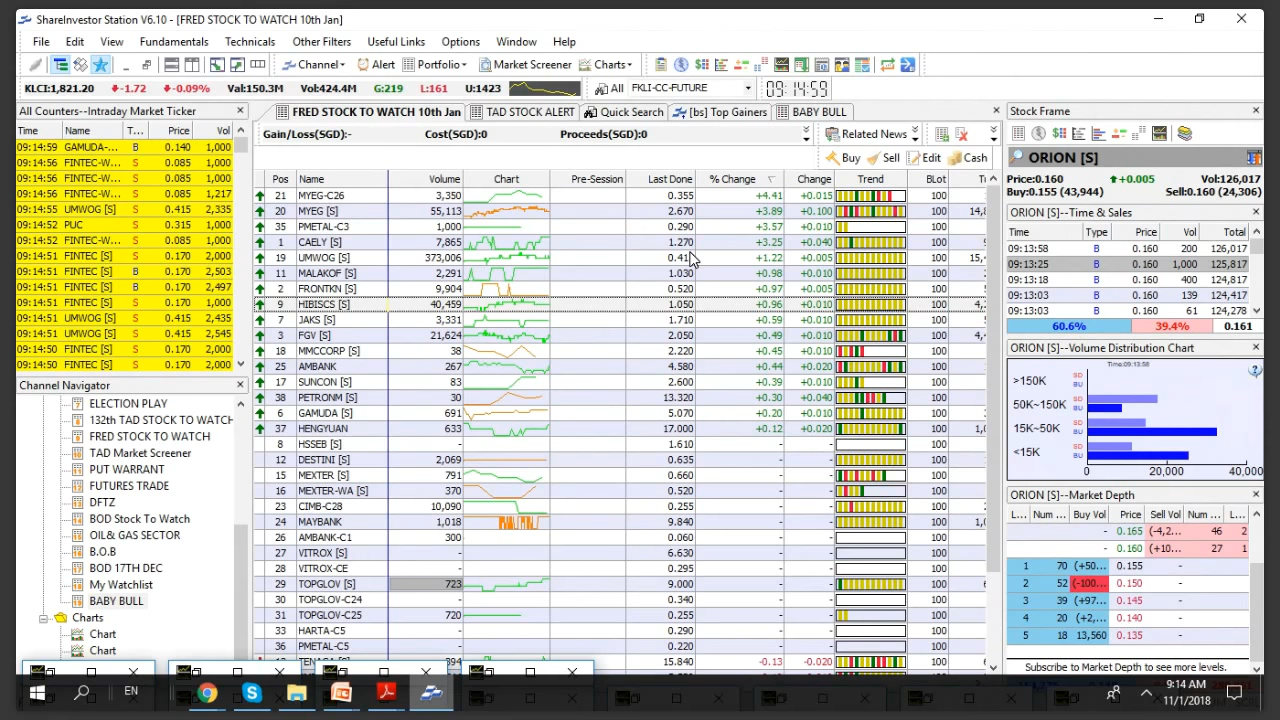 ShareInvestor Station V6.10 - [FRED STOCK TO WATCH 10th Jan]
File Edit View Fundamentals Technicals Other Filters Useful Links Options Window Help
Channel Alert Portfolio Market Screener Charts
KLCI:1,821.20 -1.72 -0.09% Val:150.3M Vol:424.4M G:219 L:161 U:1423 All FKLI-CC-FUTURE 09:14:59
All Counters--Intraday Market Ticker
Time Name T... Price Vol
09:14:59 GAMUDA-... B 0.140 1,000
09:14:56 FINTEC-W... S 0.085 1,000
09:14:56 FINTEC-W... S 0.085 1,000
09:14:56 FINTEC-W... S 0.085 1,217
09:14:55 UMWOG [S] S 0.415 2,335
09:14:52 PUC S 0.315 1,000
09:14:52 FINTEC-W... S 0.085 1,000
09:14:51 FINTEC [S] S 0.170 2,503
09:14:51 FINTEC [S] B 0.170 2,497
09:14:51 FINTEC [S] S 0.170 1,000
09:14:51 UMWOG [S] S 0.415 2,435
09:14:51 UMWOG [S] S 0.415 2,545
09:14:50 FINTEC [S] S 0.170 2,000
09:14:50 FINTEC [S] S 0.170 2,000
Channel Navigator
ELECTION PLAY
132th TAD STOCK TO WATCH
FRED STOCK TO WATCH
TAD Market Screener
PUT WARRANT
FUTURES TRADE
DFTZ
BOD Stock To Watch
OIL& GAS SECTOR
B.O.B
BOD 17TH DEC
My Watchlist
BABY BULL
Charts
Chart
Chart
FRED STOCK TO WATCH 10th Jan TAD STOCK ALERT Quick Search [bs] Top Gainers BABY BULL
Gain/Loss(SGD):- Cost(SGD):0 Proceeds(SGD):0 Related News
Buy Sell Edit Cash
Pos Name Volume Chart Pre-Session Last Done % Change Change Trend BLot
21 MYEG-C26 3,350 0.355 +4.41 +0.015 100
20 MYEG [S] 55,113 2.670 +3.89 +0.100 100 14,8
35 PMETAL-C3 1,000 0.290 +3.57 +0.010 100
1 CAELY [S] 7,865 1.270 +3.25 +0.040 100
19 UMWOG [S] 373,006 0.41 +1.22 +0.005 100 15,4
11 MALAKOF [S] 2,291 1.030 +0.98 +0.010 100
2 FRONTKN [S] 9,904 0.520 +0.97 +0.005 100
9 HIBISCS [S] 40,459 1.050 +0.96 +0.010 100
7 JAKS [S] 3,331 1.710 +0.59 +0.010 100
3 FGV [S] 21,624 2.050 +0.49 +0.010 100
18 MMCCORP [S] 38 2.220 +0.45 +0.010 100
25 AMBANK 267 4.580 +0.44 +0.020 100
17 SUNCON [S] 83 2.600 +0.39 +0.010 100
38 PETRONM [S] 30 13.320 +0.30 +0.040 100
6 GAMUDA [S] 691 5.070 +0.20 +0.010 100
37 HENGYUAN 633 17.000 +0.12 +0.020 100
8 HSSEB [S] - 1.610 - - 100
12 DESTINI [S] 2,069 0.635 - - 100
15 MEXTER [S] 791 0.660 - - 100
16 MEXTER-WA [S] 370 0.520 - - 100
23 CIMB-C28 10,090 0.255 - - 100
24 MAYBANK 1,018 9.840 - - 100
26 AMBANK-C1 300 0.060 - - 100
27 VITROX [S] - 6.630 - - 100
28 VITROX-CE - 0.295 - - 100
29 TOPGLOV [S] 723 9.000 - - 100
30 TOPGLOV-C24 - 0.340 - - 100
31 TOPGLOV-C25 720 0.255 - - 100
33 HARTA-C5 - 0.290 - - 100
36 PMETAL-C5 - 0.310 - - 100
15.840 -0.13 -0.020 100
Stock Frame
ORION [S]
Price:0.160 +0.005 Vol:126,017
Buy:0.155 (43,944) Sell:0.160 (24,306)
ORION [S]--Time & Sales
Time Type Price Vol Total
09:13:58 B 0.160 200 126,017
09:13:25 B 0.160 1,000 125,817
09:13:08 B 0.160 400 124,817
09:13:03 B 0.160 139 124,417
09:13:03 B 0.160 61 124,278
60.6% 39.4% 0.161
ORION [S]--Volume Distribution Chart
Time:09:13:58
>150K SD BU
50K~150K SD BU
15K~50K SD BU
<15K SD BU
0 20,000 40,000
ORION [S]--Market Depth
L... Num ... Buy Vol Price Sell Vol Num ... L...
- 0.165 (-4,2... 46 2
- 0.160 (+10... 27 1
1 70 (+50... 0.155 -
2 52 (-100... 0.150 -
3 39 (+97... 0.145 -
4 20 (+2,... 0.140 -
5 18 13,560 0.135 -
Subscribe to Market Depth to see more levels.
EN
9:14 AM
11/1/2018